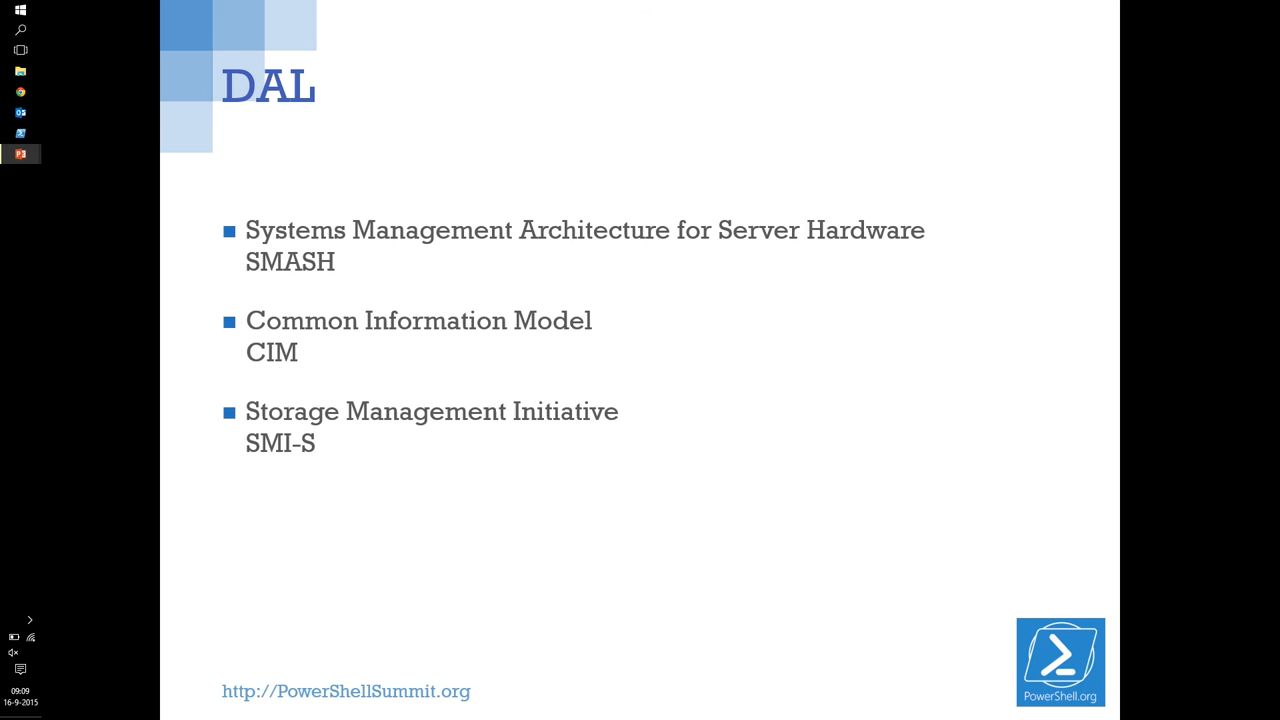 DAL
Systems Management Architecture for Server Hardware
SMASH
Common Information Model
CIM
Storage Management Initiative
SMI-S
http://PowerShellSummit.org
PowerShell.org
09:09
16-9-2015